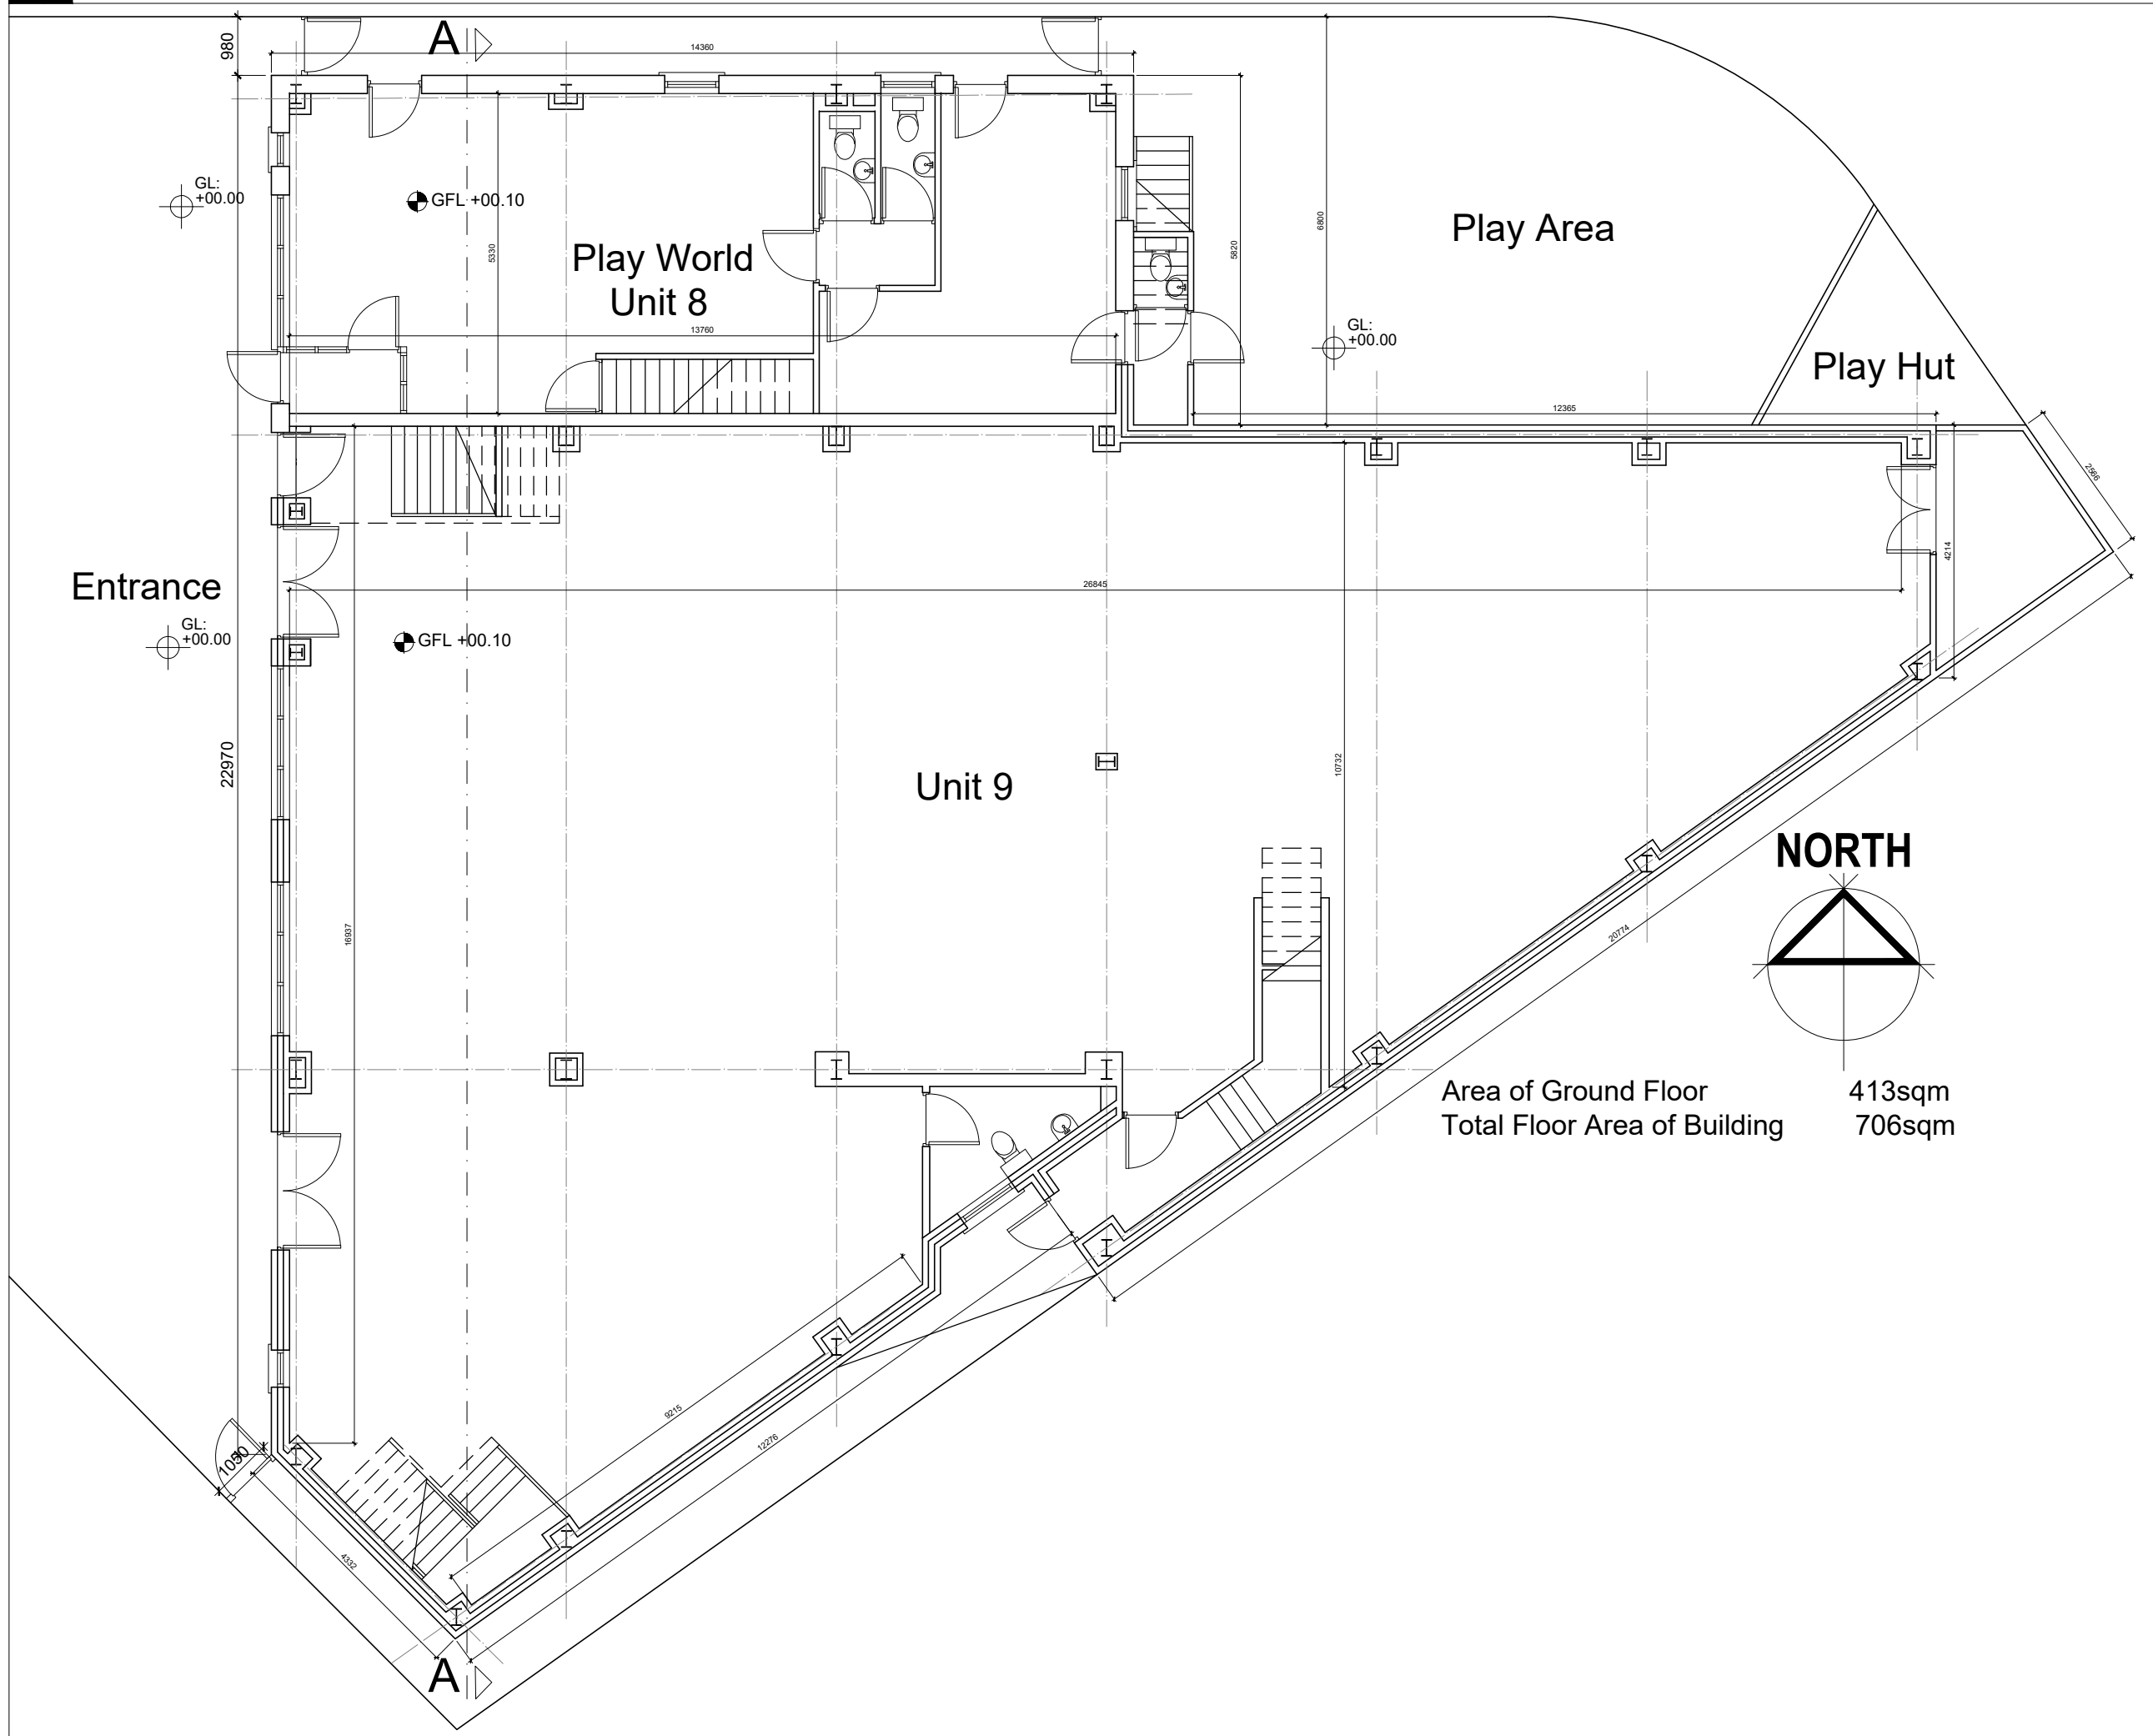 A
980
14360
GL:
+00.00
GFL +00.10
5330
Play World
Unit 8
13760
5820
6800
Play Area
GL:
+00.00
Play Hut
12365
2566
4214
Entrance
GL:
+00.00
26845
GFL +00.10
22970
Unit 9
10732
16937
20774
NORTH
Area of Ground Floor 413sqm
Total Floor Area of Building 706sqm
9215
12276
4332
A